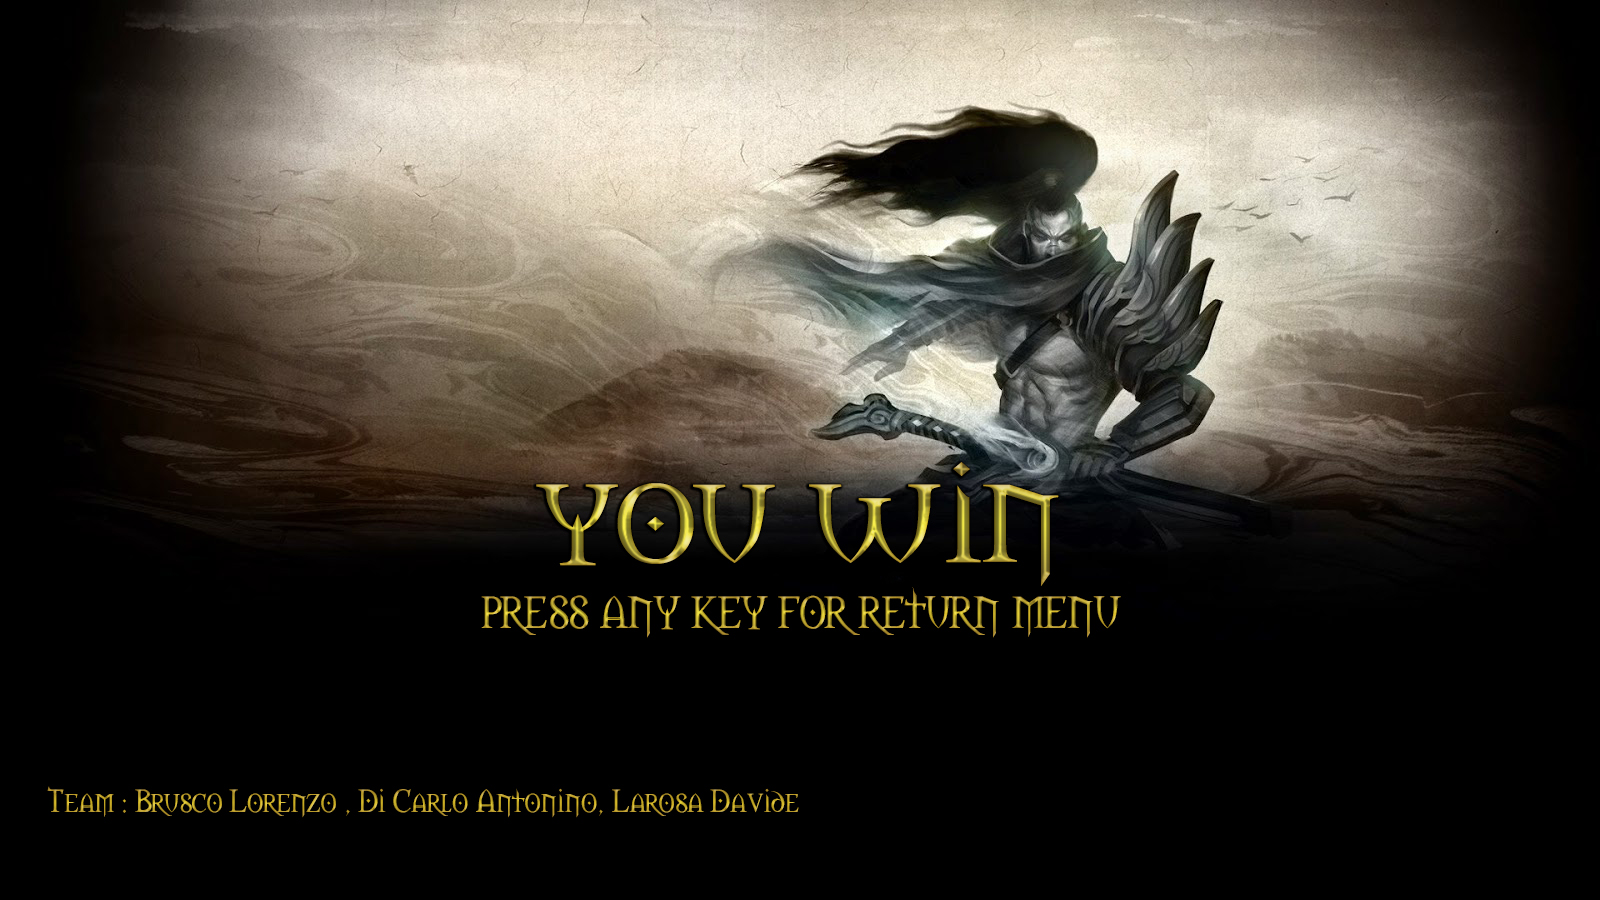 YOU WIN
PRESS ANY KEY FOR RETURN MENU
Team : Brusco Lorenzo , Di Carlo Antonino, Larosa Davide